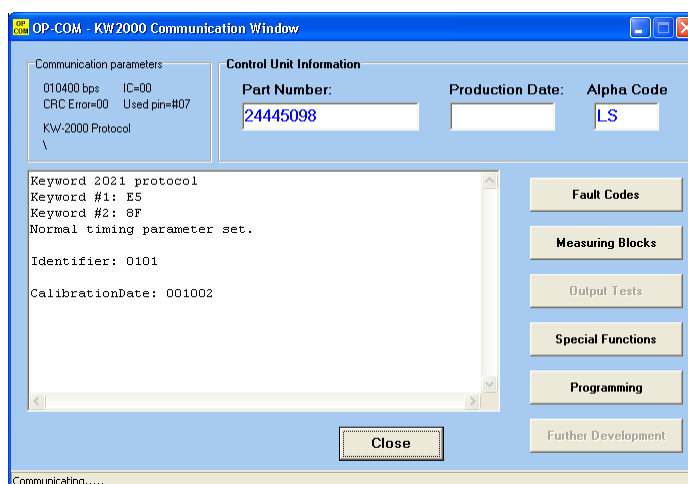 OP COM OP-COM - KW2000 Communication Window
Communication parameters
010400 bps IC=00
CRC Error=00 Used pin=#07
KW-2000 Protocol
\
Control Unit Information
Part Number: Production Date: Alpha Code
24445098 LS
Keyword 2021 protocol
Keyword #1: E5
Keyword #2: 8F
Normal timing parameter set.
Identifier: 0101
CalibrationDate: 001002
Fault Codes
Measuring Blocks
Output Tests
Special Functions
Programming
Further Development
Close
Communicating.....